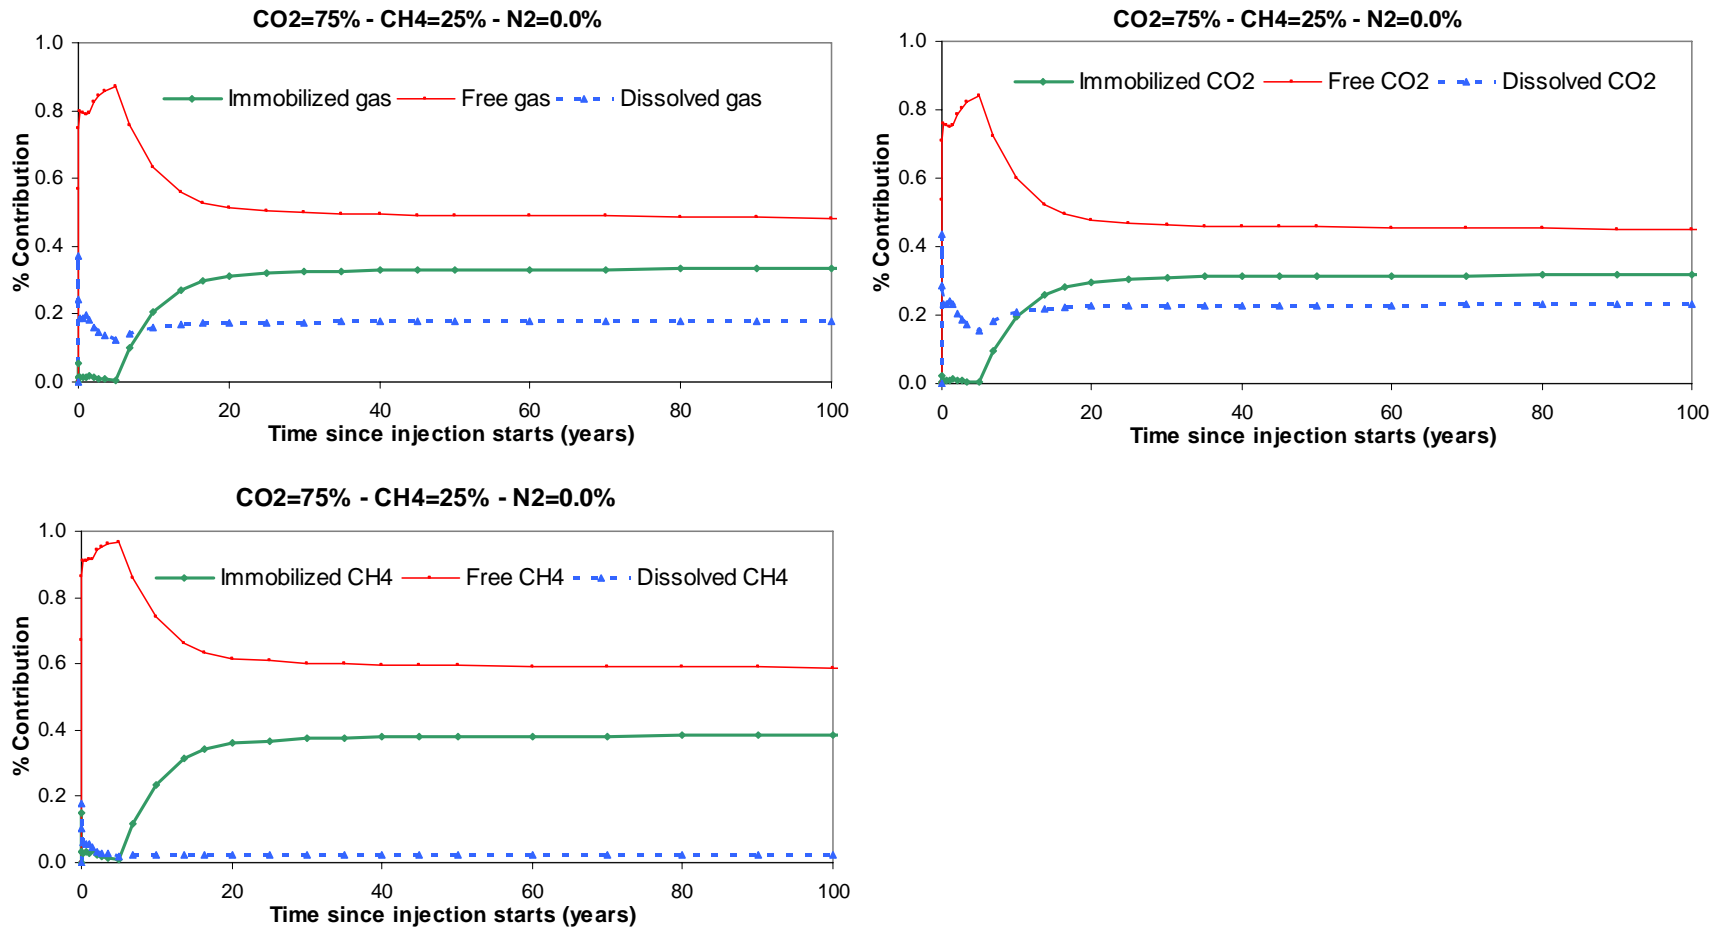 CO2=75% - CH4=25% - N2=0.0%
1.0
0.8
0.6
0.4
0.2
0.0
% Contribution
Immobilized gas Free gas Dissolved gas
0 20 40 60 80 100
Time since injection starts (years)
CO2=75% - CH4=25% - N2=0.0%
1.0
0.8
0.6
0.4
0.2
0.0
% Contribution
Immobilized CO2 Free CO2 Dissolved CO2
0 20 40 60 80 100
Time since injection starts (years)
CO2=75% - CH4=25% - N2=0.0%
1.0
0.8
0.6
0.4
0.2
0.0
% Contribution
Immobilized CH4 Free CH4 Dissolved CH4
0 20 40 60 80 100
Time since injection starts (years)